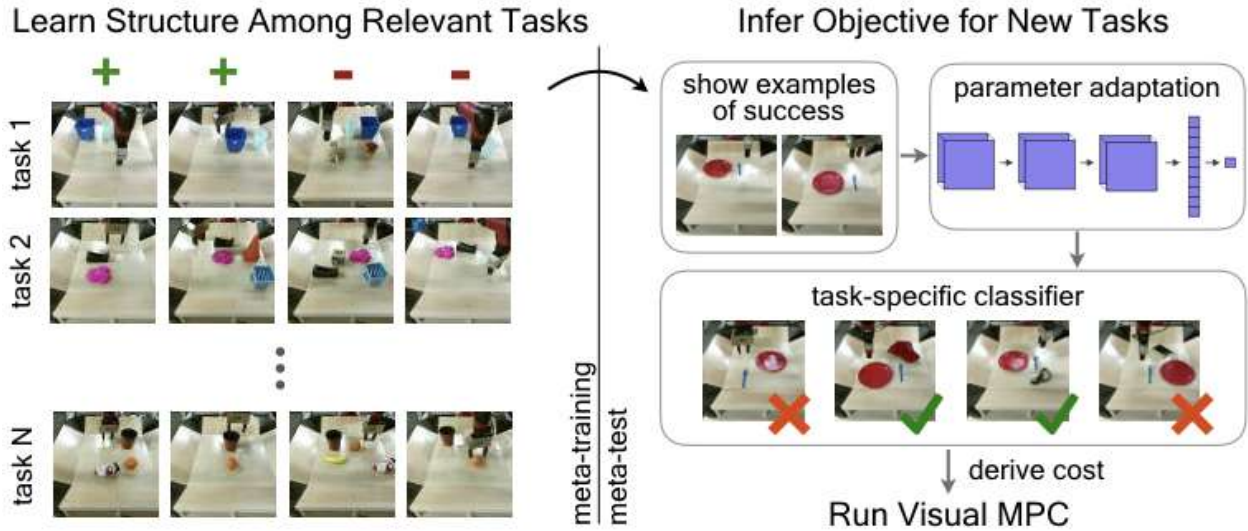 Learn Structure Among Relevant Tasks
+ + - -
task 1
task 2
task N
meta-training
meta-test
Infer Objective for New Tasks
show examples
of success
parameter adaptation
task-specific classifier
derive cost
Run Visual MPC